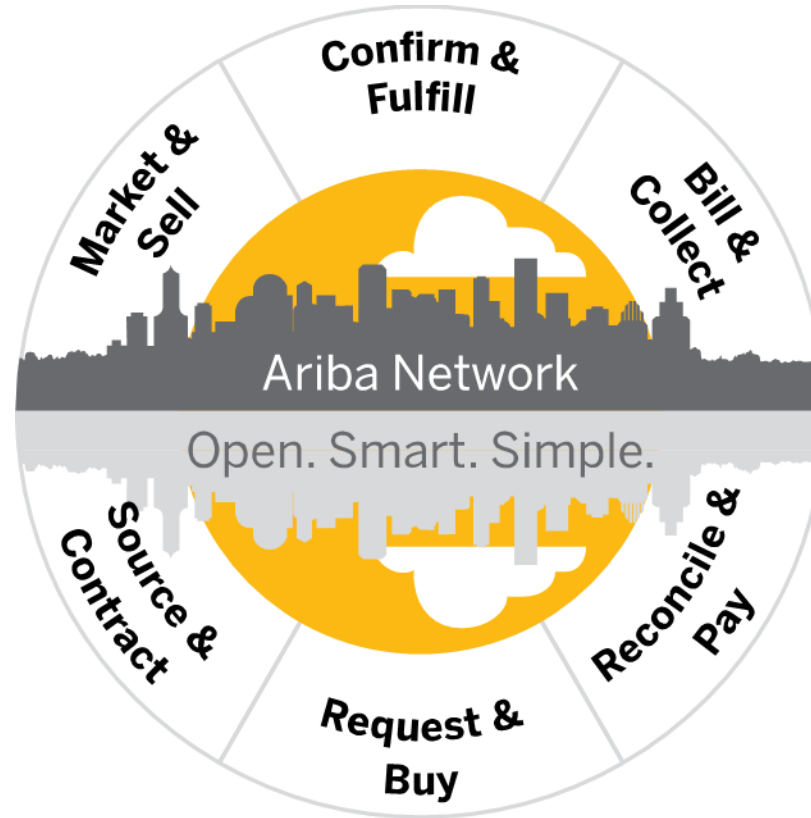 Confirm &
Fulfill
Market &
Sell
Bill &
Collect
Ariba Network
Open. Smart. Simple.
Source &
Contract
Reconcile &
Pay
Request &
Buy